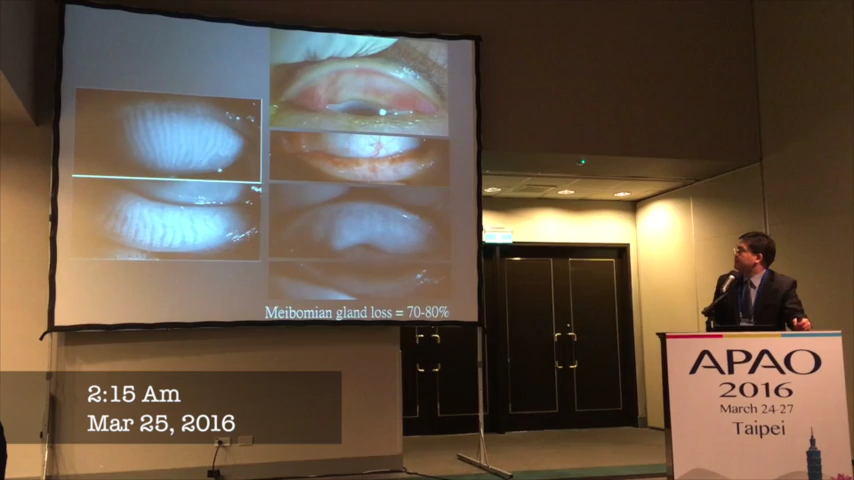 Meibomian gland loss = 70-80%
2:15 Am
Mar 25, 2016
APAO
2016
March 24-27
Taipei